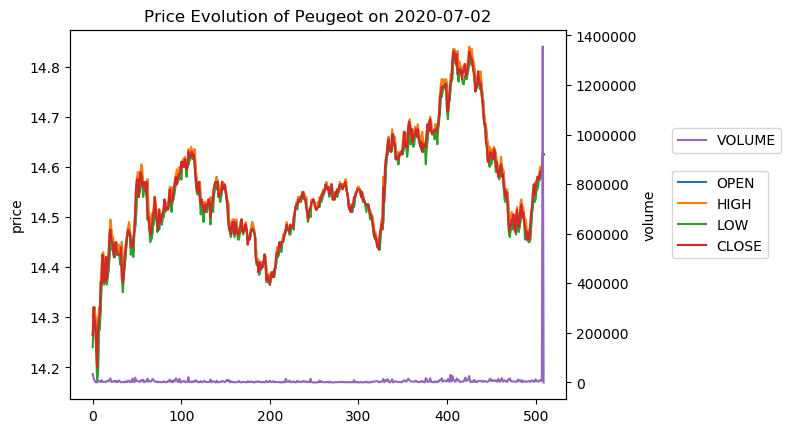 Price Evolution of Peugeot on 2020-07-02
price
14.8
14.7
14.6
14.5
14.4
14.3
14.2
0
100
200
300
400
500
1400000
1200000
1000000
800000
600000
400000
200000
0
volume
VOLUME
OPEN
HIGH
LOW
CLOSE